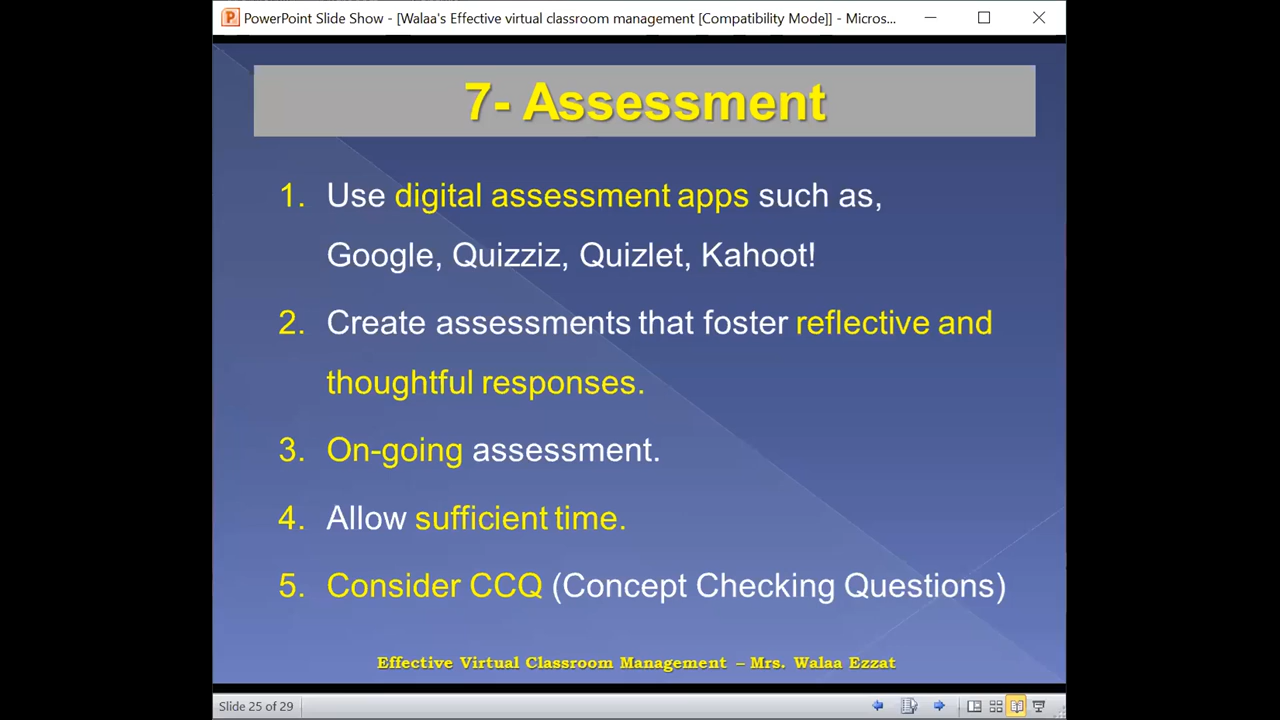 PowerPoint Slide Show - [Walaa's Effective virtual classroom management [Compatibility Mode]] - Micros...
7- Assessment
1. Use digital assessment apps such as,
Google, Quizziz, Quizlet, Kahoot!
2. Create assessments that foster reflective and
thoughtful responses.
3. On-going assessment.
4. Allow sufficient time.
5. Consider CCQ (Concept Checking Questions)
Effective Virtual Classroom Management – Mrs. Walaa Ezzat
Slide 25 of 29